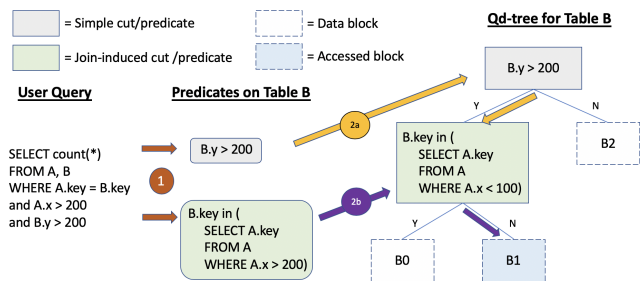 = Simple cut/predicate
= Data block
Qd-tree for Table B
= Join-induced cut /predicate
= Accessed block
User Query
Predicates on Table B
B.y > 200
2a
Y
N
B.y > 200
B.key in (
SELECT A.key
FROM A
WHERE A.x < 100)
B2
SELECT count(*)
FROM A, B
WHERE A.key = B.key
and A.x > 200
and B.y > 200
1
B.key in (
SELECT A.key
FROM A
WHERE A.x > 200)
2b
Y
N
B0
B1